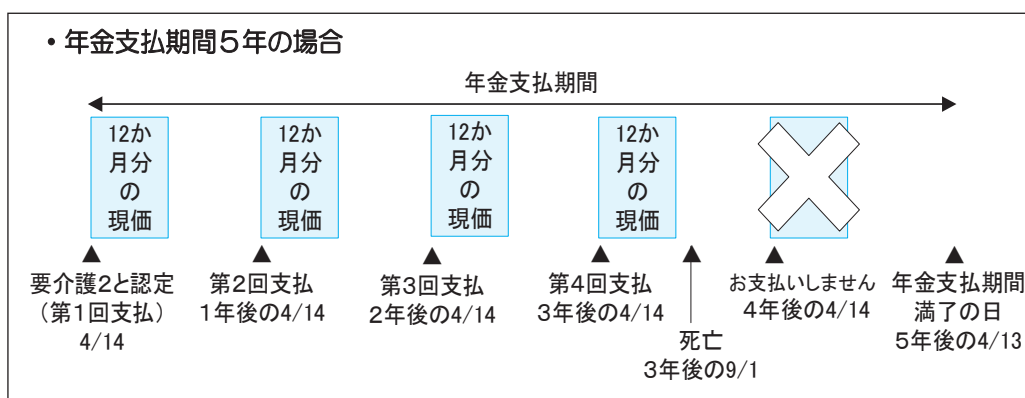 ・年金支払期間5年の場合
年金支払期間
12か
月分
の
現価
12か
月分
の
現価
12か
月分
の
現価
12か
月分
の
現価
要介護2と認定
(第1回支払)
4/14
第2回支払
1年後の4/14
第3回支払
2年後の4/14
第4回支払
3年後の4/14
死亡
3年後の9/1
お支払いしません
4年後の4/14
年金支払期間
満了の日
5年後の4/13